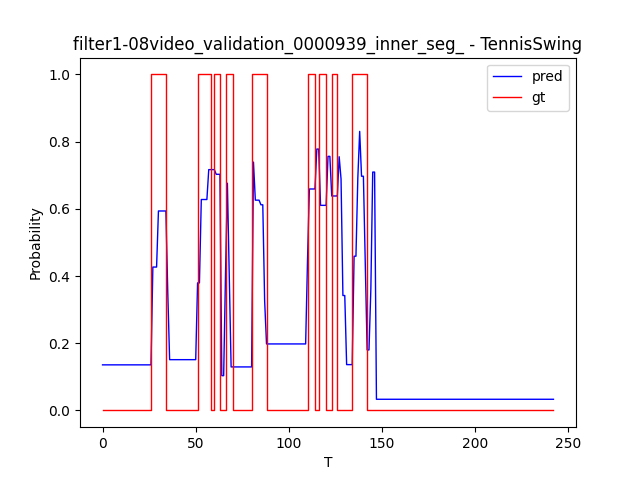 filter1-08video_validation_0000939_inner_seg_ - TennisSwing
pred
gt
1.0
0.8
0.6
0.4
0.2
0.0
Probability
0
50
100
150
200
250
T